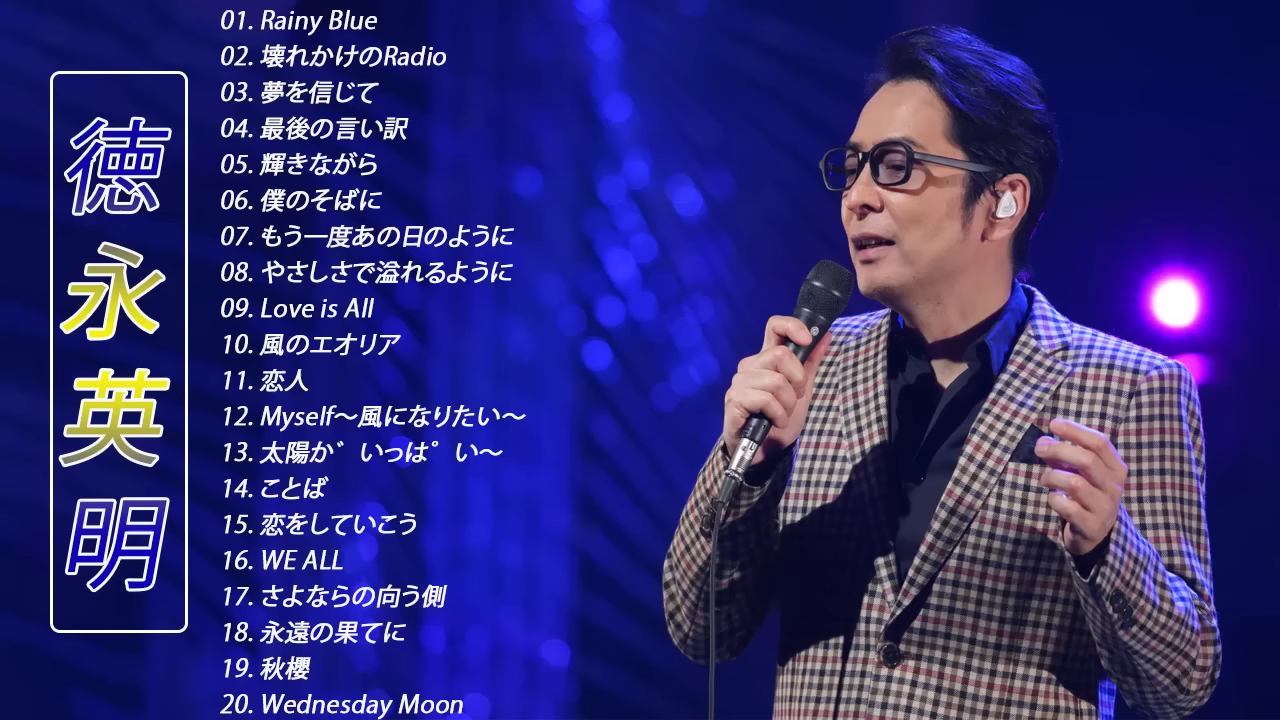 徳永英明
01. Rainy Blue
02. 壊れかけのRadio
03. 夢を信じて
04. 最後の言い訳
05. 輝きながら
06. 僕のそばに
07. もう一度あの日のように
08. やさしさで溢れるように
09. Love is All
10. 風のエオリア
11. 恋人
12. Myself～風になりたい～
13. 太陽か゛いっは゜い～
14. ことば
15. 恋をしていこう
16. WE ALL
17. さよならの向う側
18. 永遠の果てに
19. 秋櫻
20. Wednesday Moon